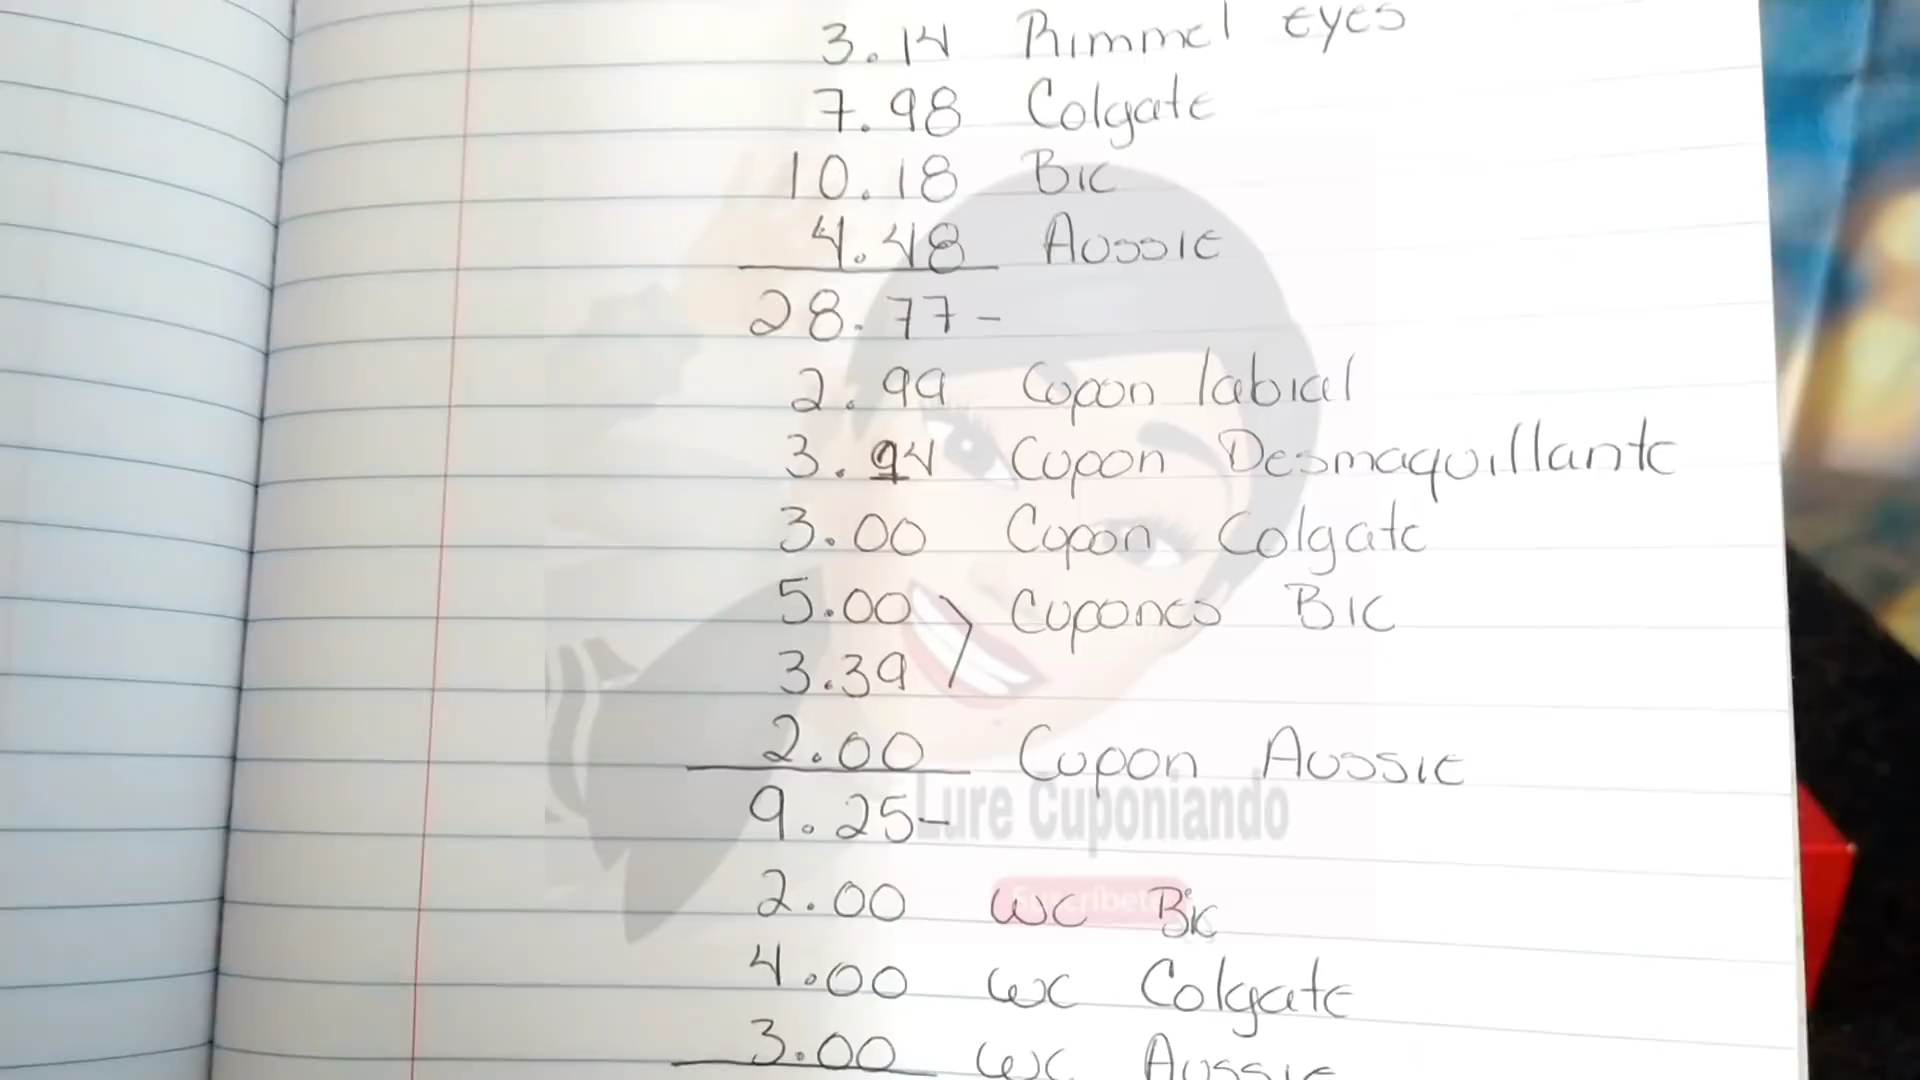 3.14 Rimmel eyes
7.98 Colgate
10.18 Bic
4.48 Aussie
28.77-
2.99 Cupon labial
3.94 Cupon Desmaquillante
3.00 Cupon Colgate
5.00 Cupones Bic
3.39
2.00 Cupon Aussie
9.25-
Lure Cuponiando
2.00 WC Bic
Suscribete
4.00 WC Colgate
3.00 WC Aussie